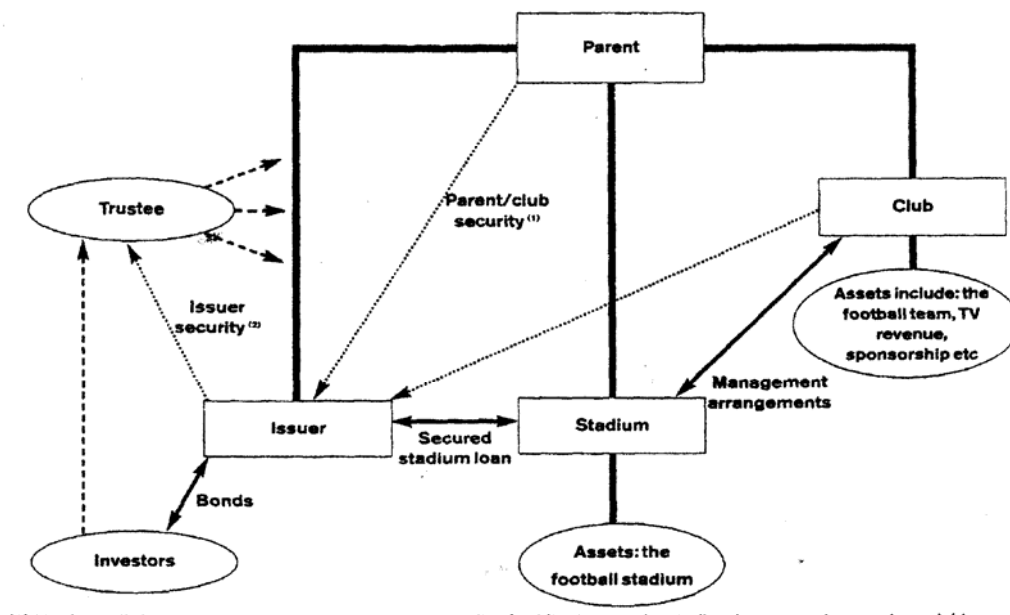 Parent
Trustee
Parent/club
security (1)
Club
Issuer
security (2)
Assets include: the
football team, TV
revenue,
sponsorship etc
Management
arrangements
Issuer
Secured
stadium loan
Stadium
Bonds
Investors
Assets: the
football stadium